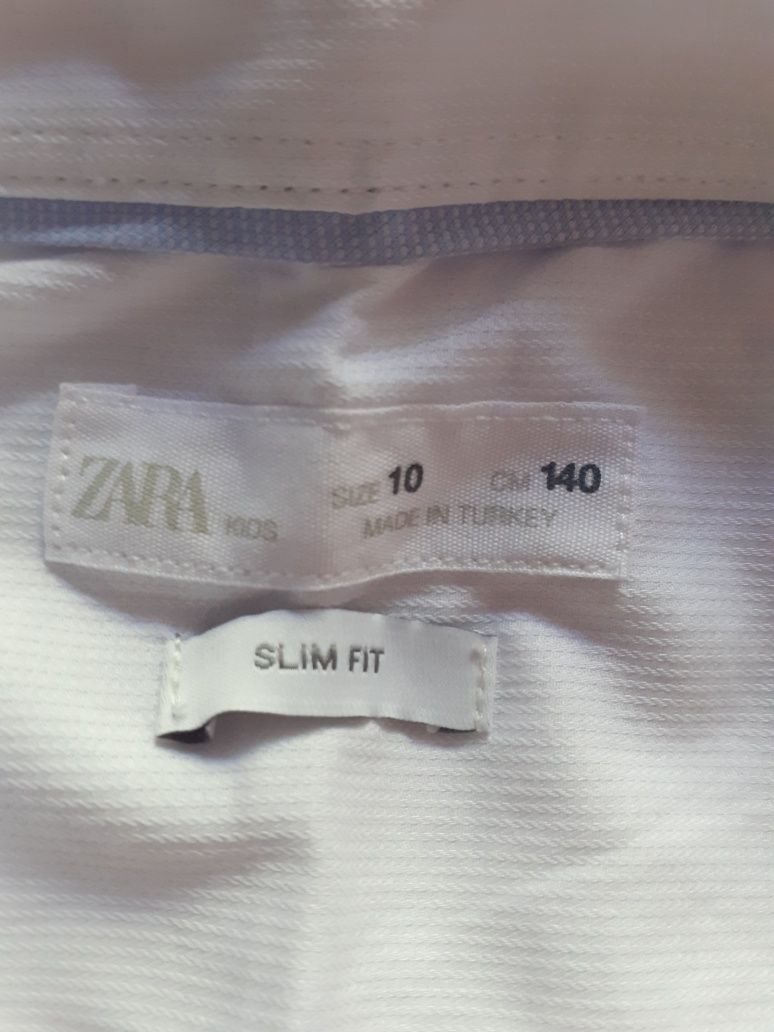 ZARA KIDS SIZE 10 CM 140
MADE IN TURKEY
SLIM FIT